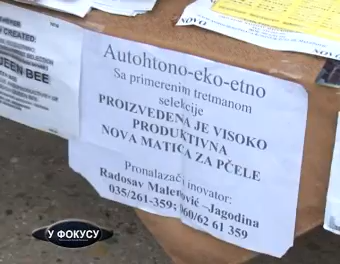 CREATED:
QUEEN BEE
Autohtono-eko-etno
Sa primerenim tretmanom
selekcije
PROIZVEDENA JE VISOKO
PRODUKTIVNA
NOVA MATICA ZA PČELE
Pronalazač i inovator:
Radosav –Jagodina
035/261-359; 060/62 61 359
У ФОКУСУ